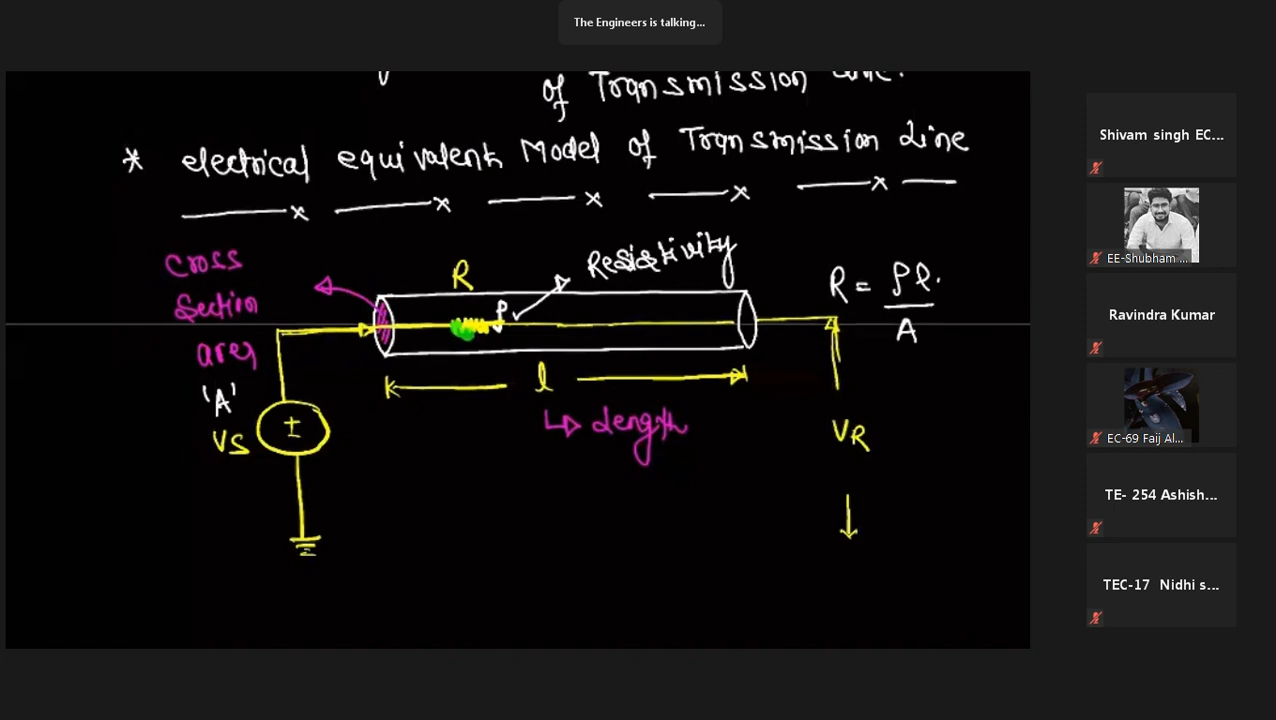 The Engineers is talking...
of Transmission Line.
* electrical equivalent Model of Transmission Line
Cross
Section
area
'A'
R
ρ
Resistivity
R = ρl.
A
l
Length
VS
±
VR
Shivam singh EC...
EE-Shubham ...
Ravindra Kumar
EC-69 Faij Al...
TE- 254 Ashish...
TEC-17 Nidhi s...